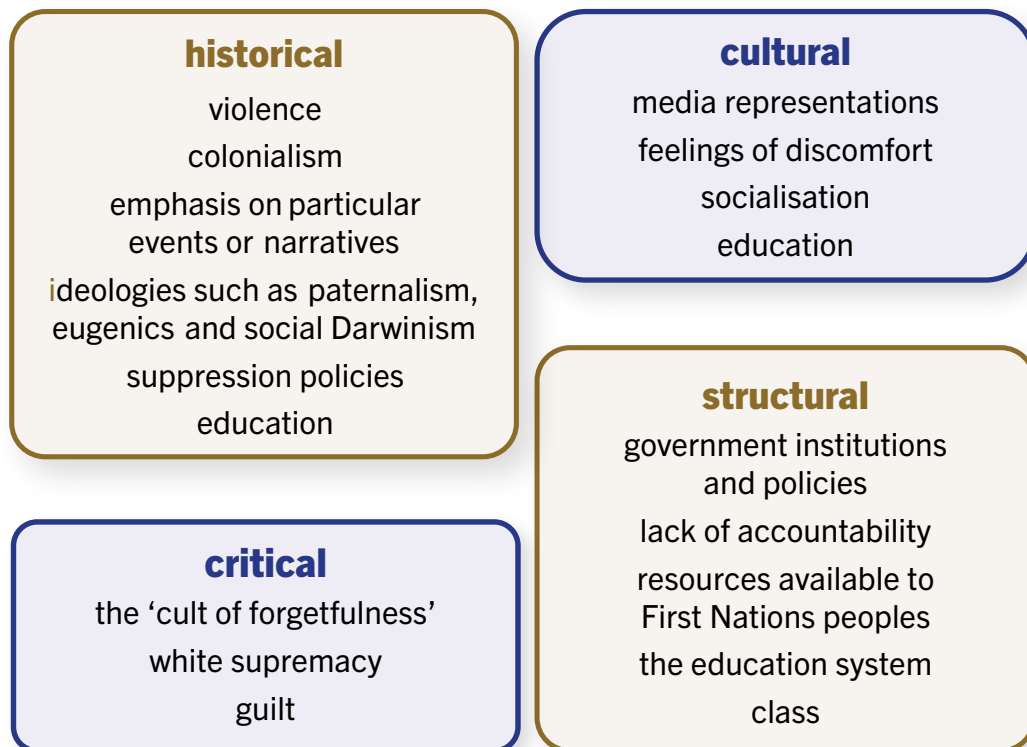 historical
violence
colonialism
emphasis on particular
events or narratives
ideologies such as paternalism,
eugenics and social Darwinism
suppression policies
education
cultural
media representations
feelings of discomfort
socialisation
education
critical
the ‘cult of forgetfulness’
white supremacy
guilt
structural
government institutions
and policies
lack of accountability
resources available to
First Nations peoples
the education system
class